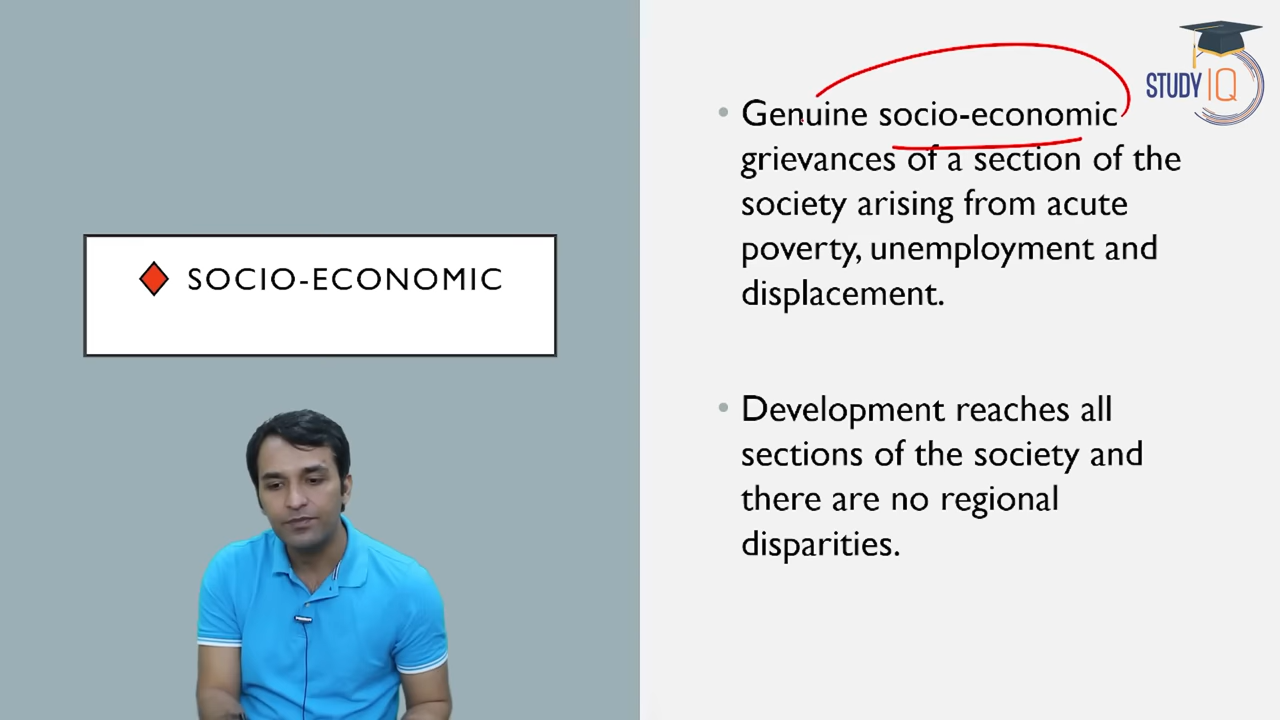 STUDY IQ
SOCIO-ECONOMIC
• Genuine socio-economic
grievances of a section of the
society arising from acute
poverty, unemployment and
displacement.
• Development reaches all
sections of the society and
there are no regional
disparities.